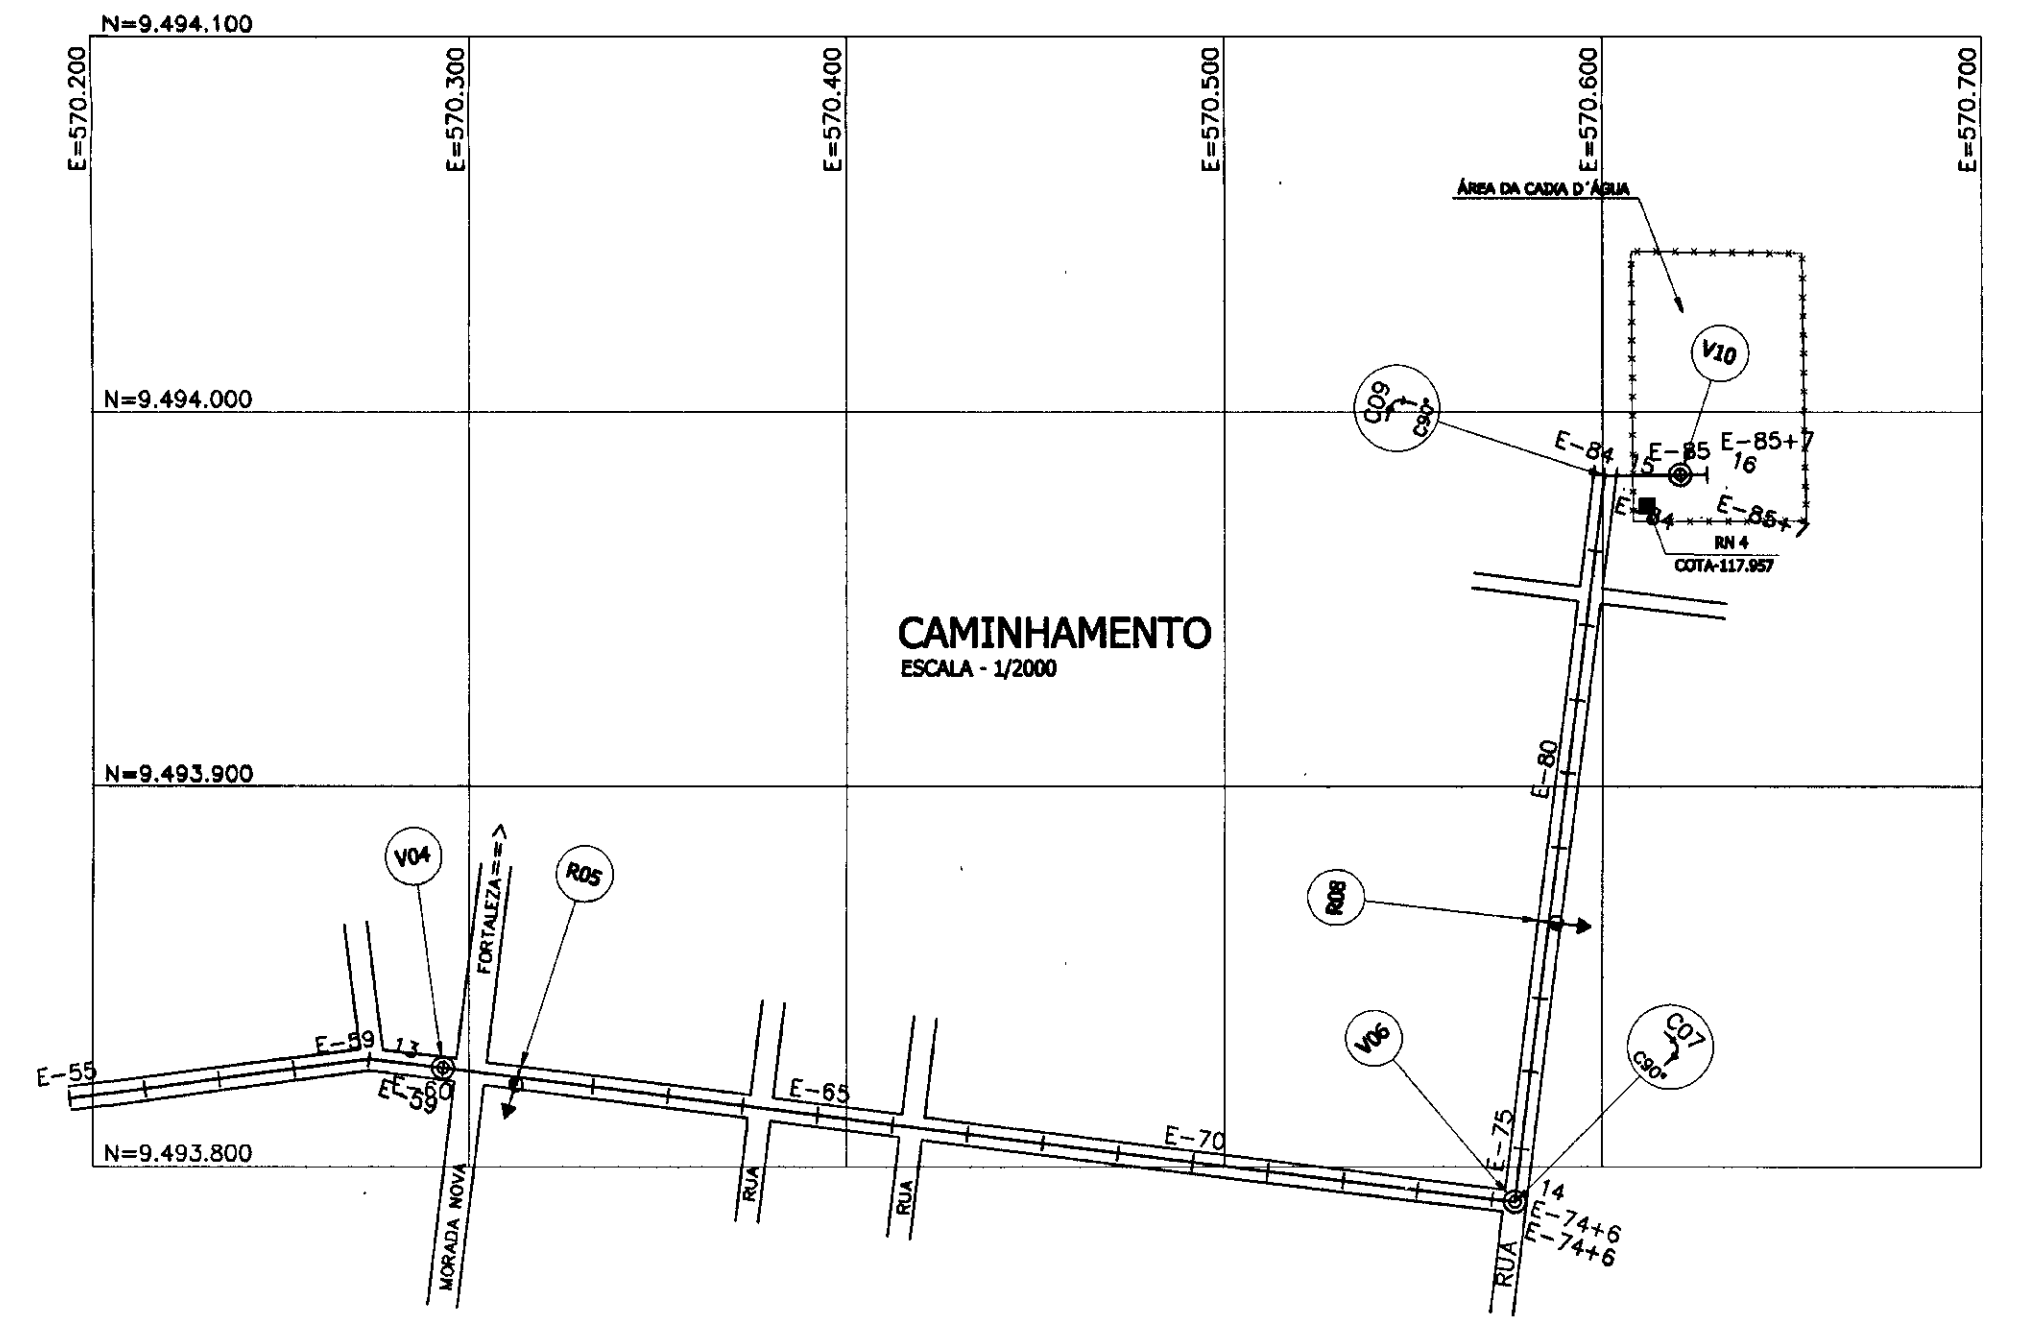 N=9.494.100
E=570.200
E=570.300
E=570.400
E=570.500
E=570.600
E=570.700
ÁREA DA CAIXA D'ÁGUA
V10
C09
C90°
N=9.494.000
E-84
15
E-85
E-85+7
16
E-84
E-85+7
RN 4
COTA-117.957
CAMINHAMENTO
ESCALA - 1/2000
E-80
N=9.493.900
V04
FORTALEZA==>
R05
R08
V06
C07
C90°
E-55
E-59
13
E-60
E-59
E-65
E-70
E-75
N=9.493.800
MORADA NOVA
RUA
RUA
14
E-74+6
E-74+6
RUA